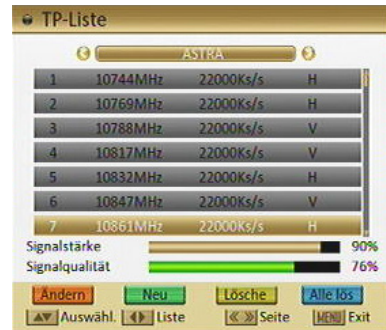 TP-Liste
ASTRA
1 10744MHz 22000Ks/s H
2 10769MHz 22000Ks/s H
3 10788MHz 22000Ks/s V
4 10817MHz 22000Ks/s V
5 10832MHz 22000Ks/s H
6 10847MHz 22000Ks/s V
7 10861MHz 22000Ks/s H
Signalstärke 90%
Signalqualität 76%
Ändern Neu Lösche Alle lös
Auswähl. Liste Seite MENU Exit